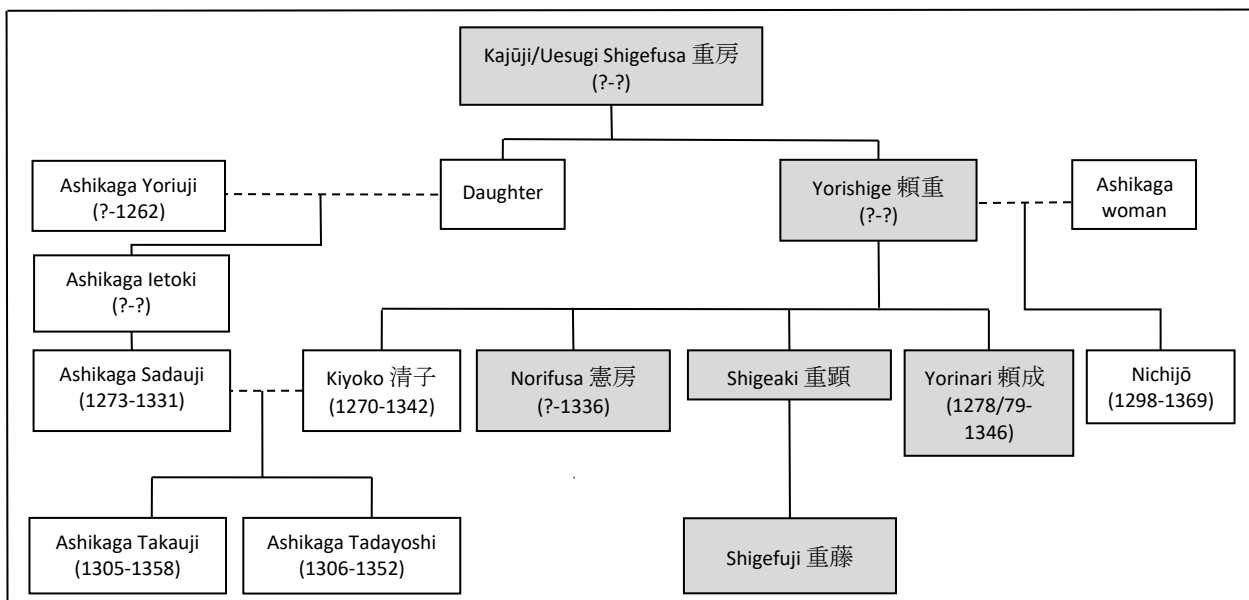 Kajūji/Uesugi Shigefusa 重房
(?-?)
Ashikaga Yoriuji
(?-1262)
Daughter
Yorishige 頼重
(?-?)
Ashikaga
woman
Ashikaga Ietoki
(?-?)
Ashikaga Sadauji
(1273-1331)
Kiyoko 清子
(1270-1342)
Norifusa 憲房
(?-1336)
Shigeaki 重顕
Yorinari 頼成
(1278/79-
1346)
Nichijō
(1298-1369)
Ashikaga Takauji
(1305-1358)
Ashikaga Tadayoshi
(1306-1352)
Shigefuji 重藤